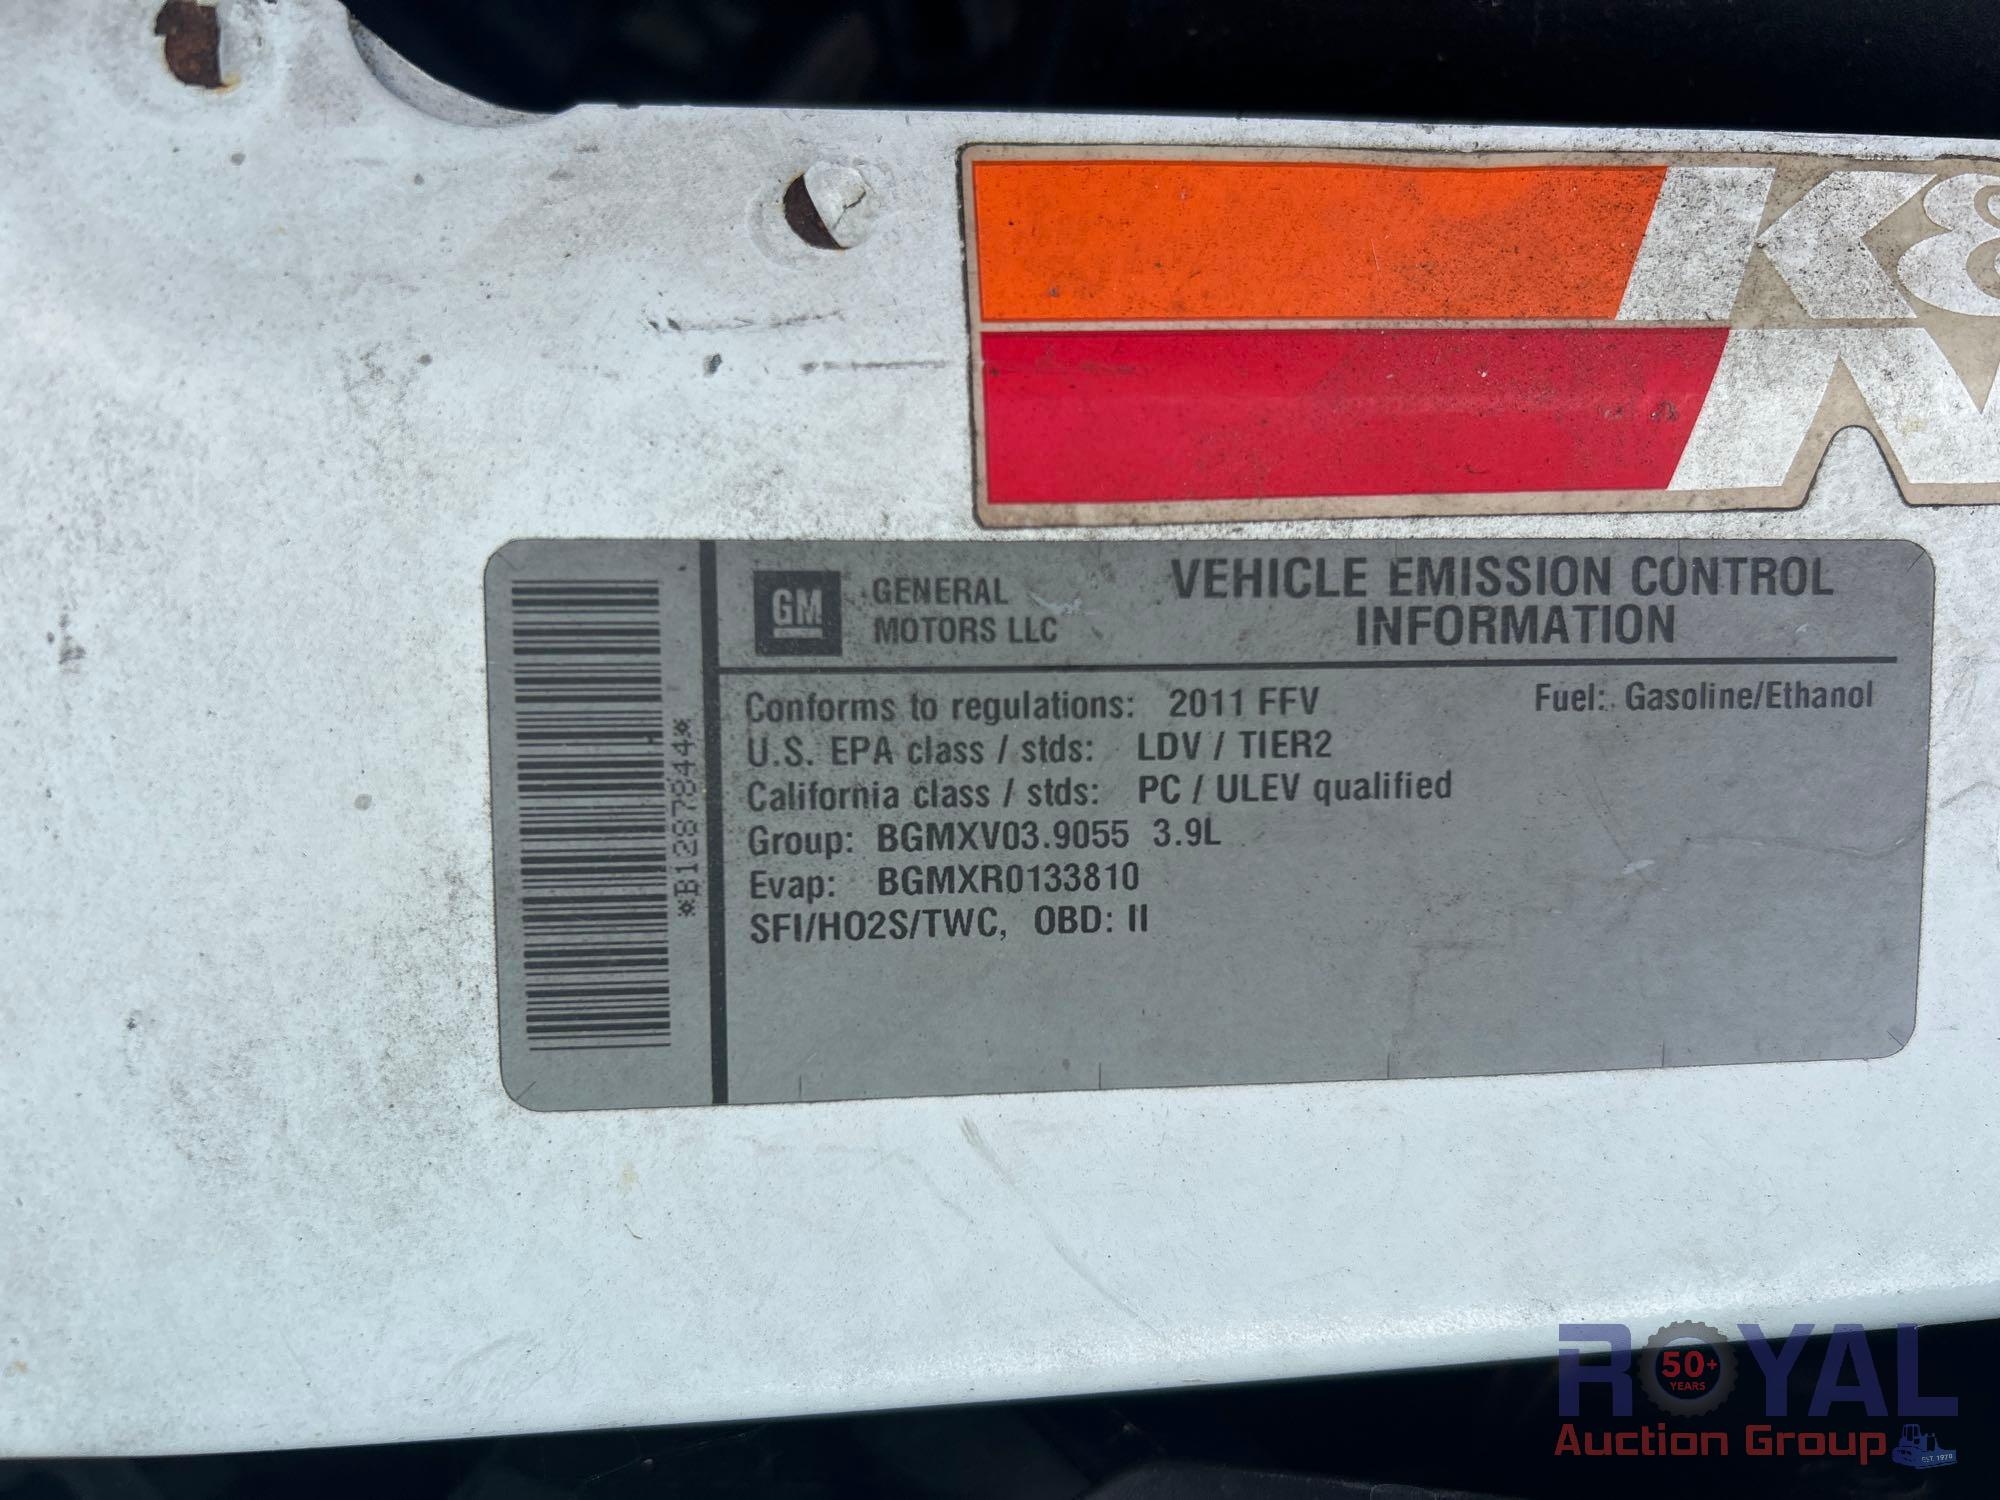 K&
N
GM
GENERAL
MOTORS LLC
VEHICLE EMISSION CONTROL
INFORMATION
Conforms to regulations: 2011 FFV
Fuel: Gasoline/Ethanol
U.S. EPA class / stds: LDV / TIER2
California class / stds: PC / ULEV qualified
Group: BGMXV03.9055 3.9L
Evap: BGMXR0133810
SFI/HO2S/TWC, OBD: II
*B1287844*
ROYAL
50+
YEARS
Auction Group
EST. 1970